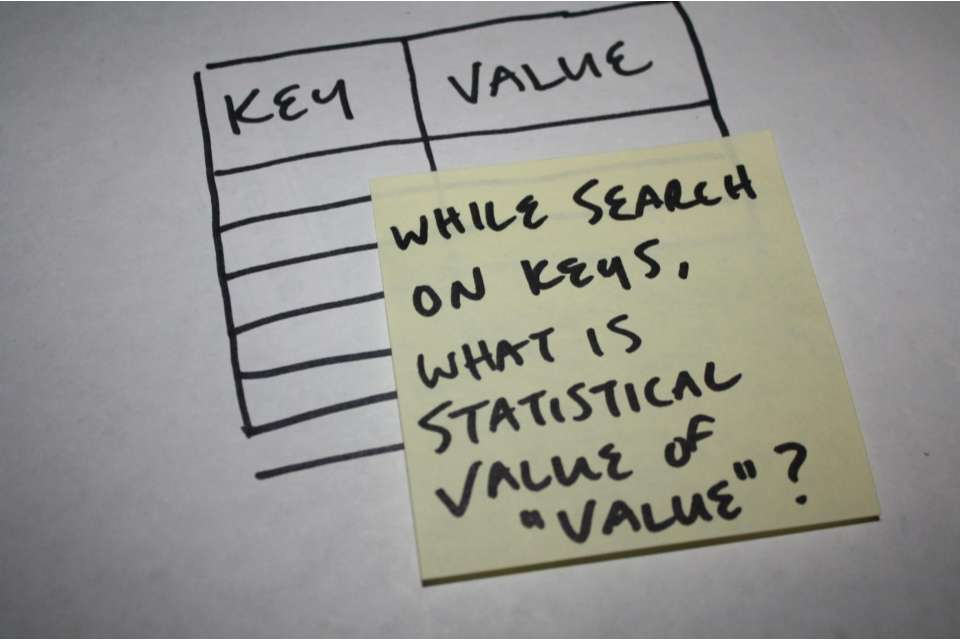 KEY VALUE
WHILE SEARCH
ON KEYS,
WHAT IS
STATISTICAL
VALUE OF
"VALUE"?